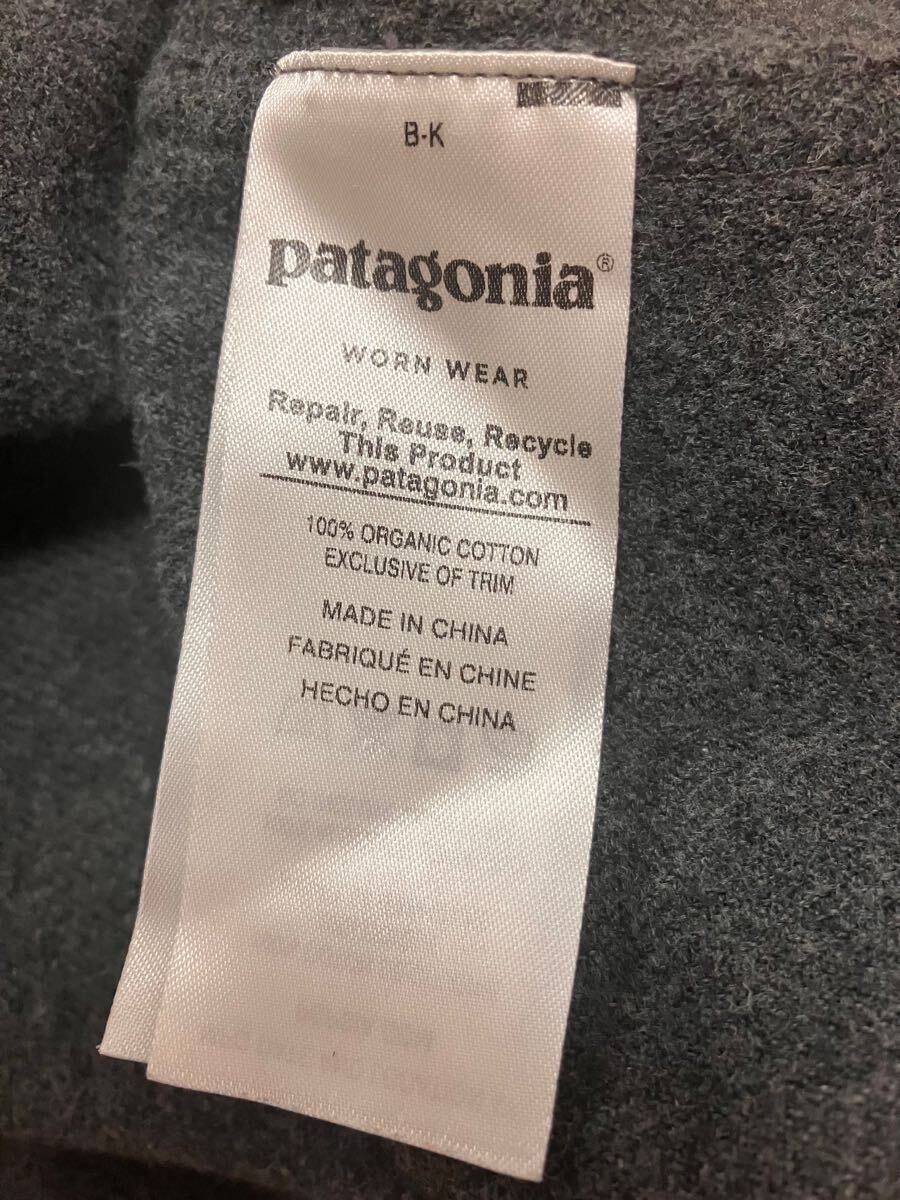 B-K
patagonia®
WORN WEAR
Repair, Reuse, Recycle
This Product
www.patagonia.com
100% ORGANIC COTTON
EXCLUSIVE OF TRIM
MADE IN CHINA
FABRIQUÉ EN CHINE
HECHO EN CHINA